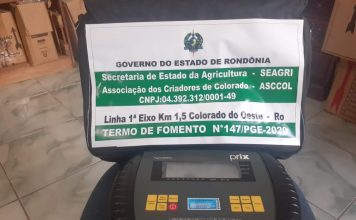 GOVERNO DO ESTADO DE RONDÔNIA
Secretaria de Estado da Agricultura - SEAGRI
Associação dos Criadores de Colorado - ASCCOL
CNPJ:04.392.312/0001-49
Linha 1ª Eixo Km 1,5 Colorado do Oeste - Ro
TERMO DE FOMENTO N°147/PGE-2020
prix